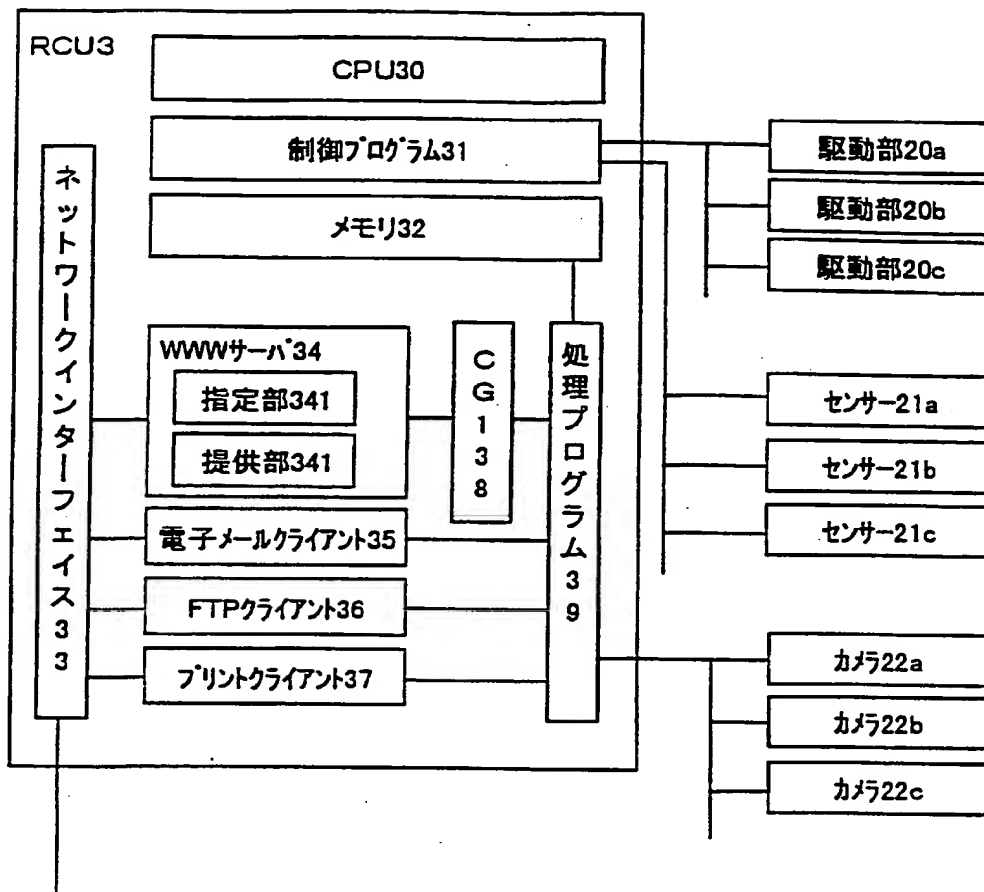 RCU3
CPU30
制御プログラム31
メモリ32
ネットワークインターフェイス33
WWWサーバ34
指定部341
提供部341
CG138
処理プログラム39
電子メールクライアント35
FTPクライアント36
プリントクライアント37
駆動部20a
駆動部20b
駆動部20c
センサー21a
センサー21b
センサー21c
カメラ22a
カメラ22b
カメラ22c